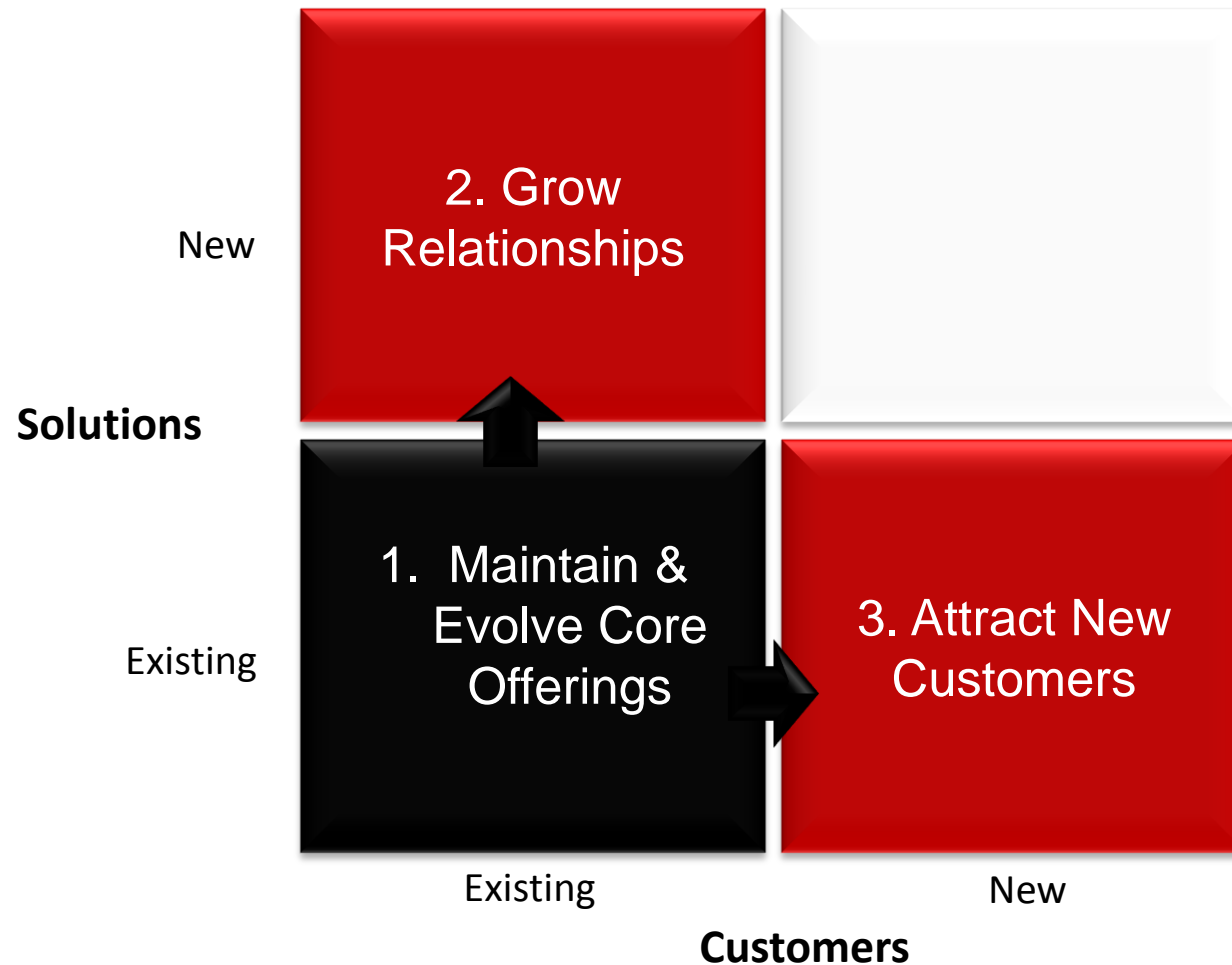 2. Grow
Relationships
New
Solutions
1. Maintain &
Evolve Core
Offerings
3. Attract New
Customers
Existing
Existing
New
Customers